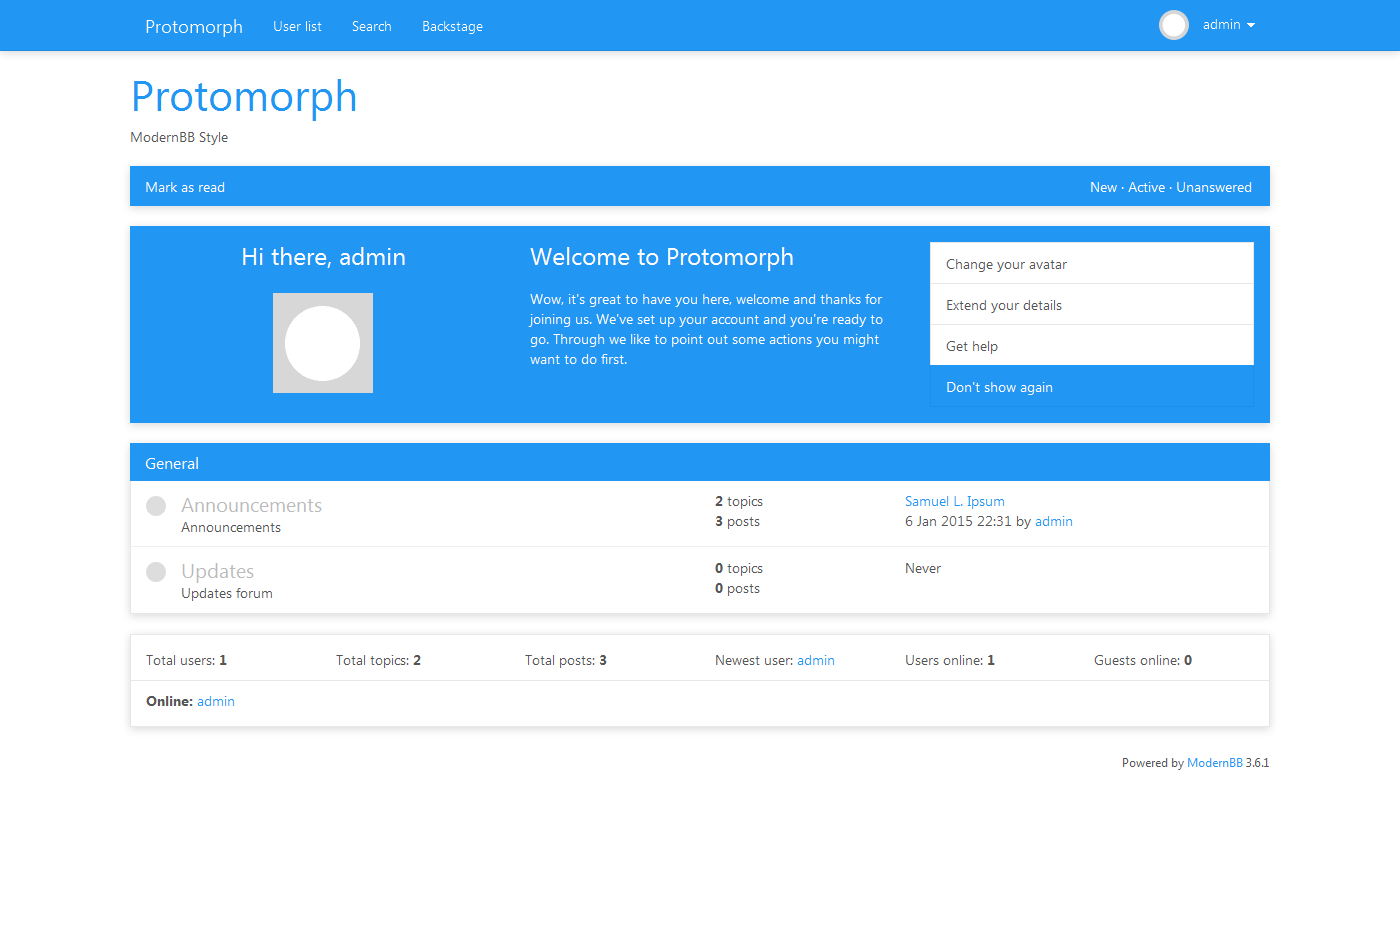 Protomorph User list Search Backstage admin
Protomorph
ModernBB Style
Mark as read New · Active · Unanswered
Hi there, admin
Welcome to Protomorph
Wow, it's great to have you here, welcome and thanks for
joining us. We've set up your account and you're ready to
go. Through we like to point out some actions you might
want to do first.
Change your avatar
Extend your details
Get help
Don't show again
General
Announcements
Announcements
2 topics
3 posts
Samuel L. Ipsum
6 Jan 2015 22:31 by admin
Updates
Updates forum
0 topics
0 posts
Never
Total users: 1 Total topics: 2 Total posts: 3 Newest user: admin Users online: 1 Guests online: 0
Online: admin
Powered by ModernBB 3.6.1